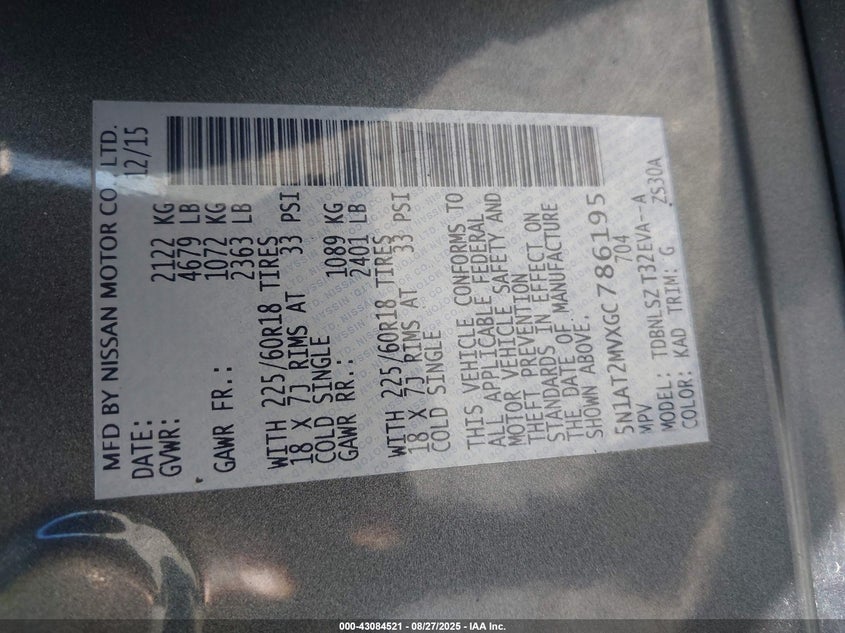 MFD BY NISSAN MOTOR CO., LTD.
DATE: 12/15
GVWR: 2122 KG
4679 LB
GAWR FR.: 1072 KG
2363 LB
WITH 225/60R18 TIRES
18 X 7J RIMS AT 33 PSI
COLD SINGLE
GAWR RR.: 1089 KG
2401 LB
WITH 225/60R18 TIRES
18 X 7J RIMS AT 33 PSI
COLD SINGLE
THIS VEHICLE CONFORMS TO
ALL APPLICABLE FEDERAL
MOTOR VEHICLE SAFETY AND
THEFT PREVENTION
STANDARDS IN EFFECT ON
THE DATE OF MANUFACTURE
SHOWN ABOVE.
5N1AT2MVXGC786195
MPV 704
MODEL: TDBNLSZ T32EVA--A
COLOR: KAD TRIM: G ZS30A
000-43084521 - 08/27/2025 - IAA Inc.